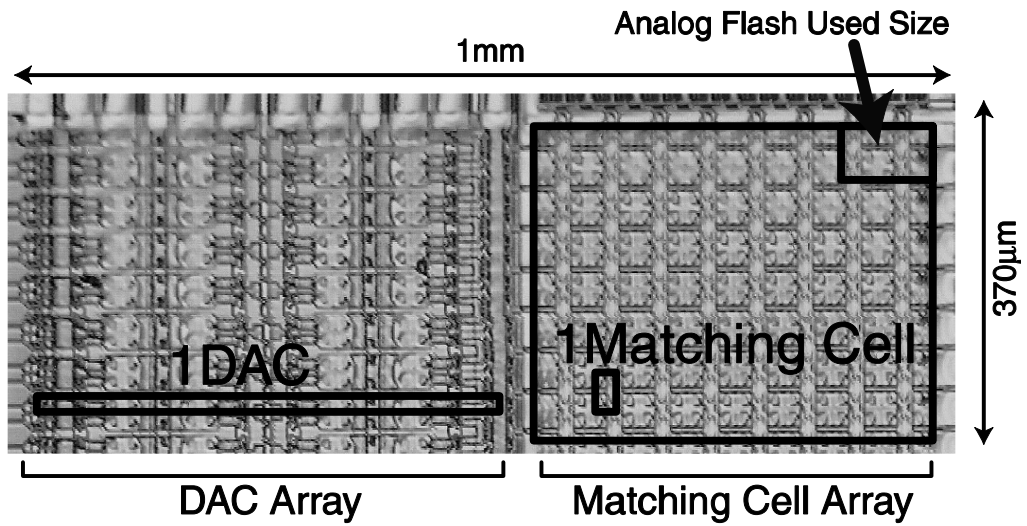 Analog Flash Used Size
1mm
370μm
1DAC
1Matching Cell
DAC Array
Matching Cell Array